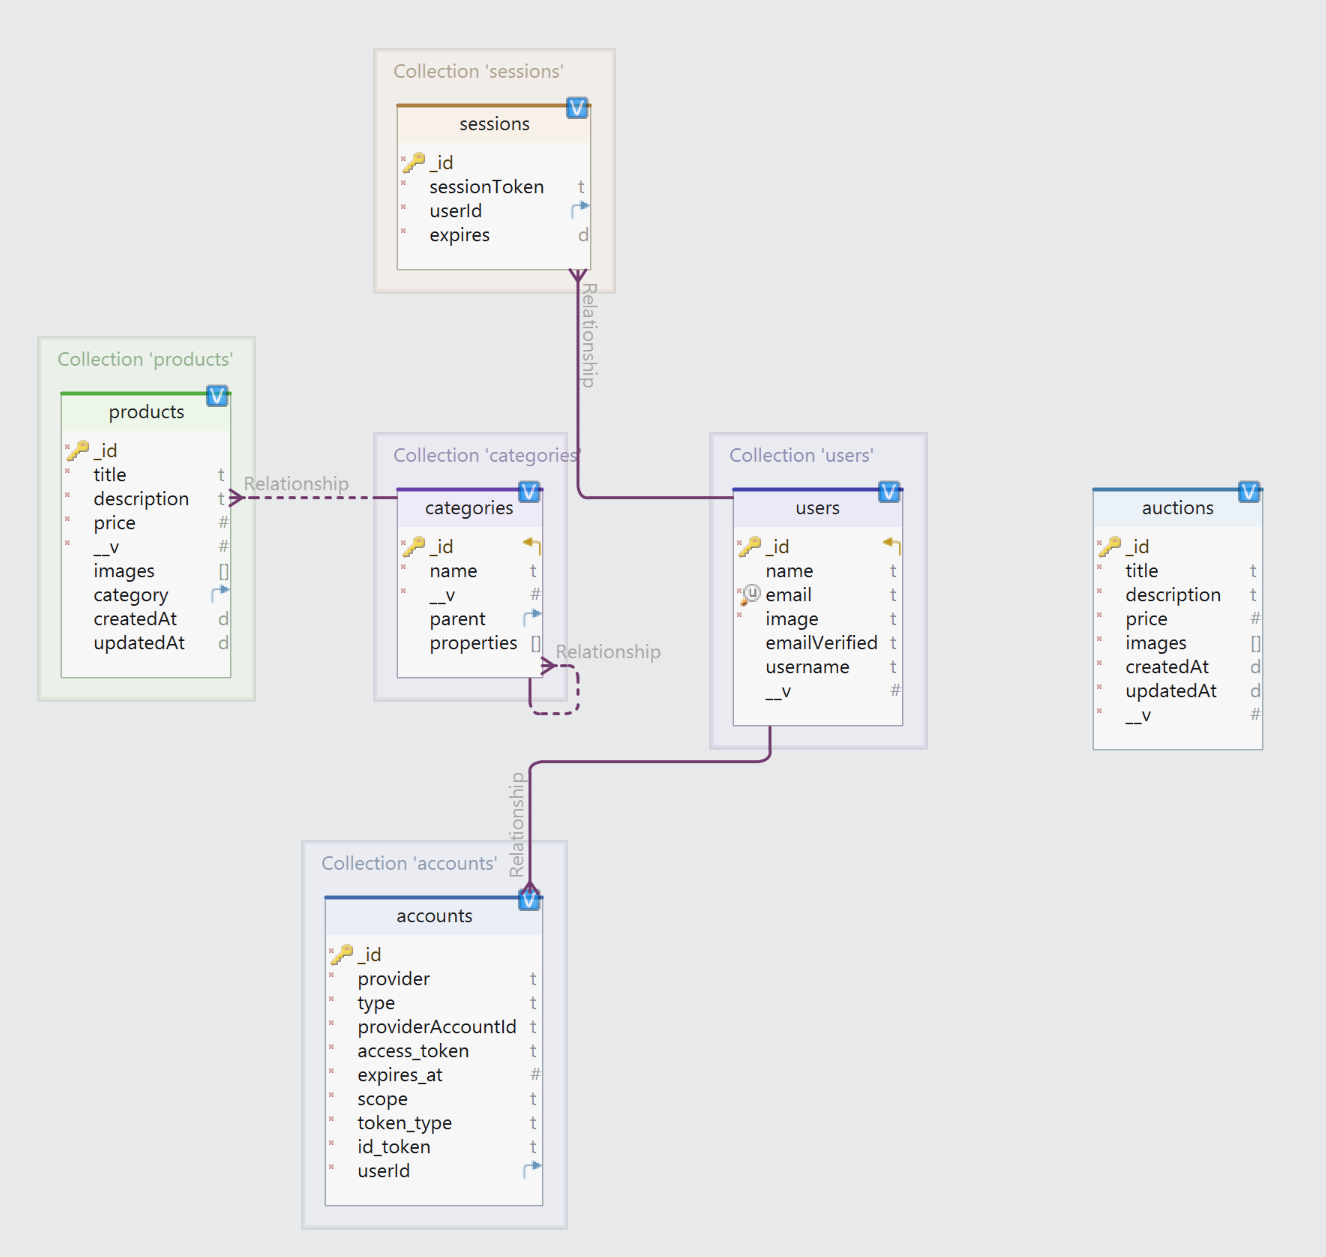 Collection 'sessions'
V
sessions
_id
sessionToken t
userId
expires d
Relationship
Collection 'products'
V
products
_id
title t
description t
price #
__v #
images []
category
createdAt d
updatedAt d
Relationship
Collection 'categories'
V
categories
_id
name t
__v #
parent
properties []
Relationship
Collection 'users'
V
users
_id
name t
u email t
image t
emailVerified t
username t
__v #
V
auctions
_id
title t
description t
price #
images []
createdAt d
updatedAt d
__v #
Relationship
Collection 'accounts'
V
accounts
_id
provider t
type t
providerAccountId t
access_token t
expires_at #
scope t
token_type t
id_token t
userId